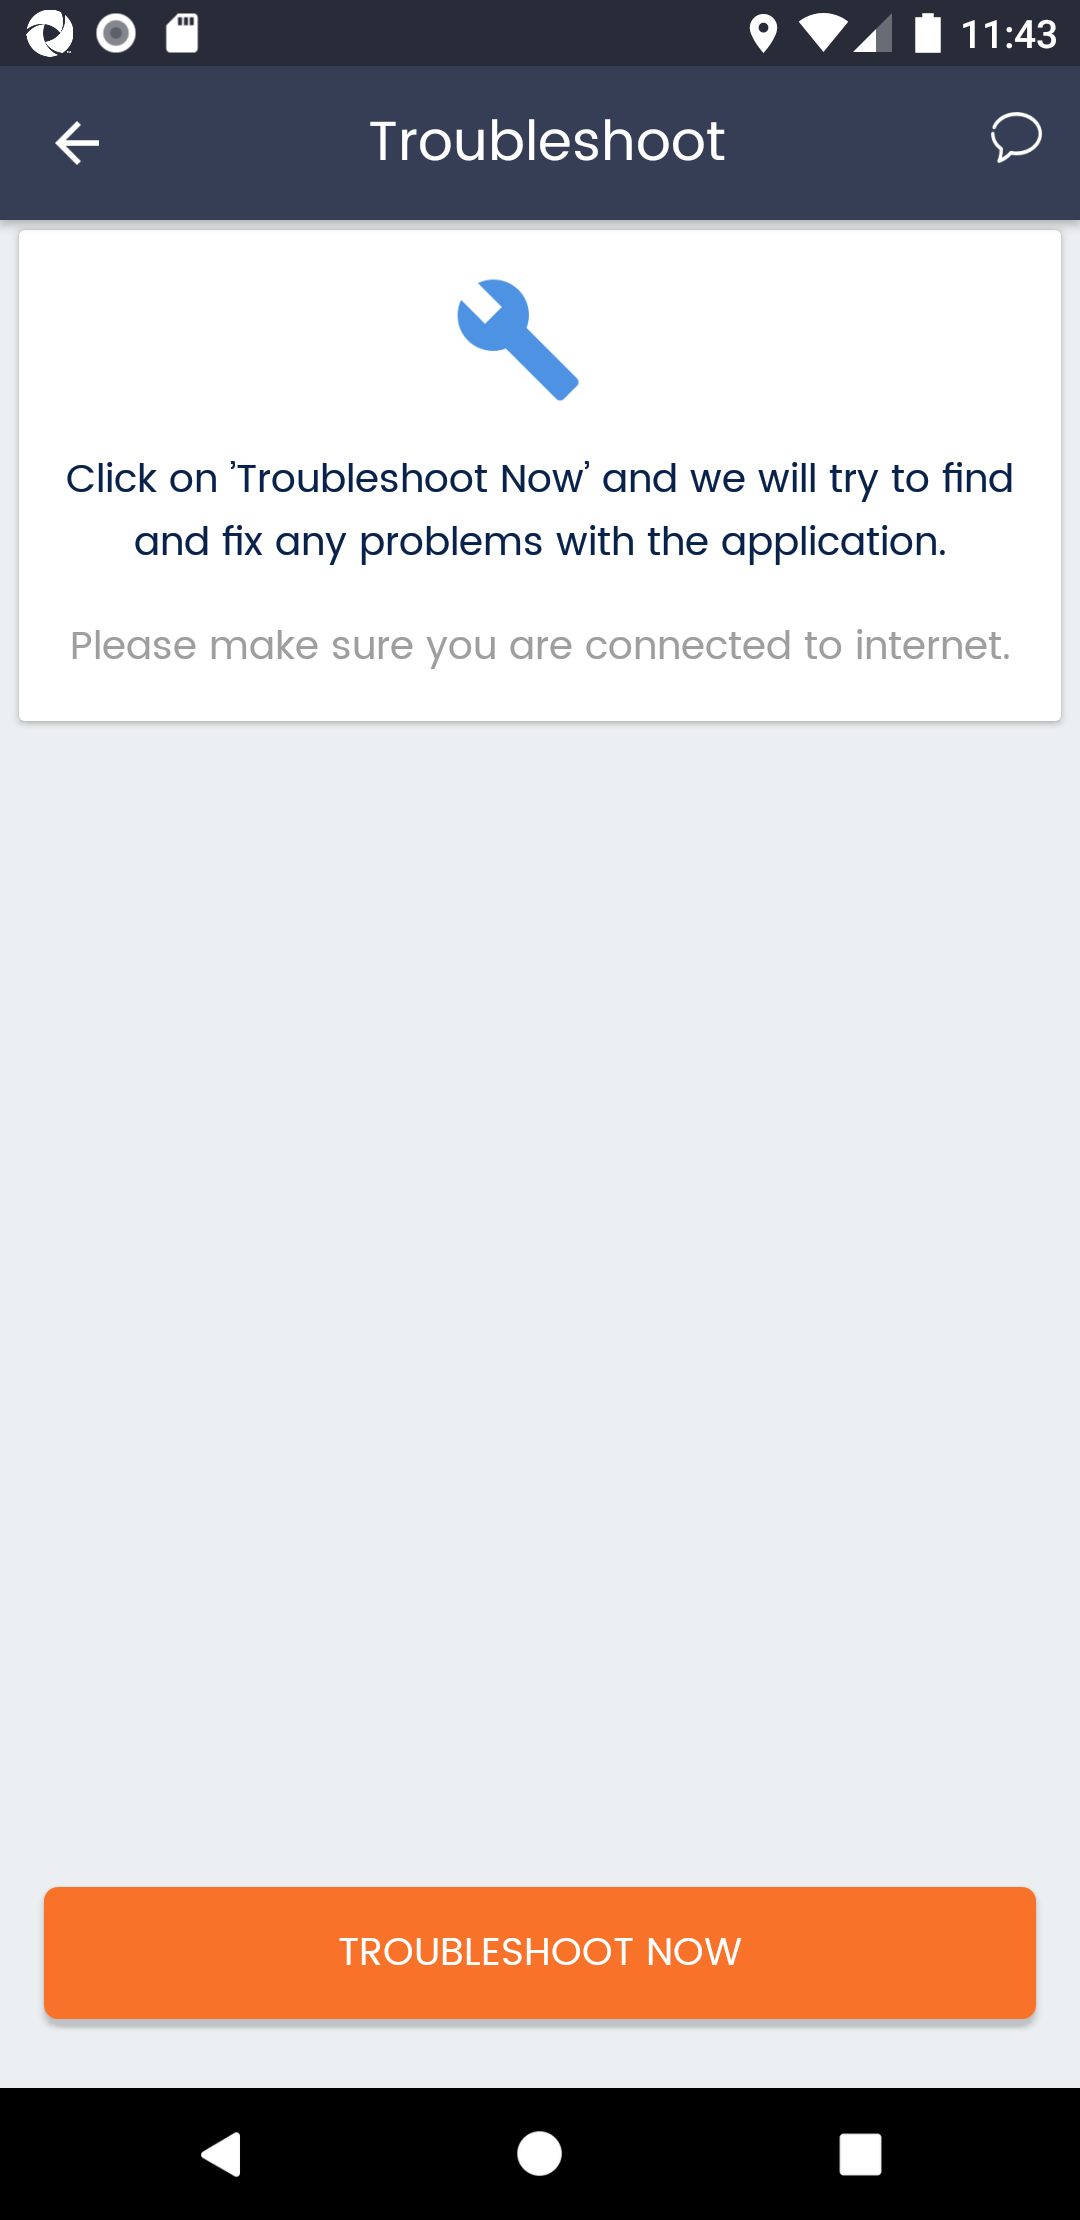 11:43
Troubleshoot
Click on 'Troubleshoot Now' and we will try to find
and fix any problems with the application.
Please make sure you are connected to internet.
TROUBLESHOOT NOW